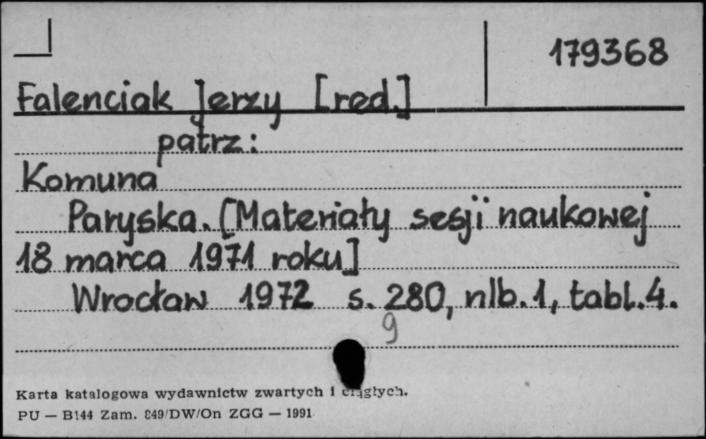 179368
Falenciak Jerzy [red.]
patrz:
Komuna
Paryska. [Materiały sesji naukowej
18 marca 1971 roku]
Wrocław 1972 s. 280, nlb. 1, tabl. 4.
9
Karta katalogowa wydawnictw zwartych i ciągłych.
PU — B144 Zam. 849/DW/On ZGG — 1991